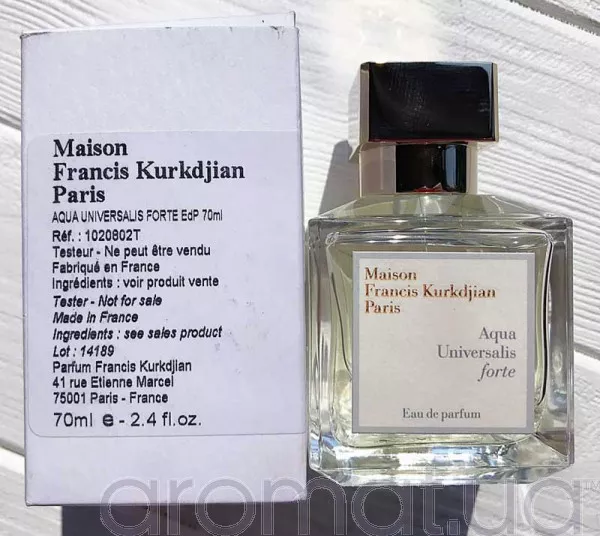 Maison
Francis Kurkdjian
Paris
AQUA UNIVERSALIS FORTE EdP 70ml
Réf. : 1020802T
Testeur - Ne peut être vendu
Fabriqué en France
Ingrédients : voir produit vente
Tester - Not for sale
Made in France
Ingredients : see sales product
Lot : 14189
Parfum Francis Kurkdjian
41 rue Etienne Marcel
75001 Paris - France
70ml e - 2.4 fl.oz.
Maison
Francis Kurkdjian
Paris
Aqua
Universalis
forte
Eau de parfum
aromat.ua